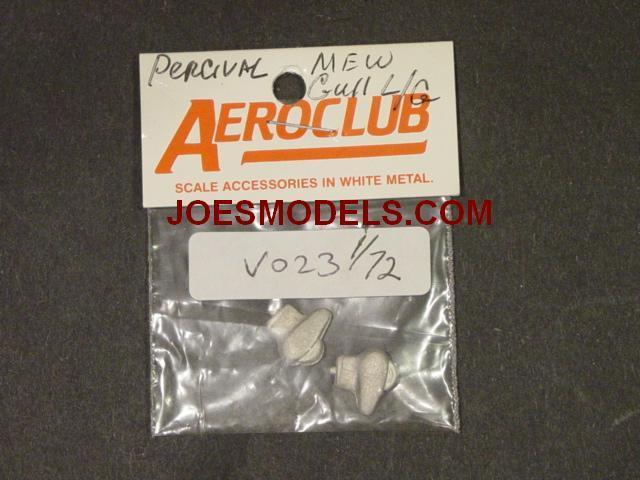 PERCIVAL MEW
Gull L/G
AEROCLUB
SCALE ACCESSORIES IN WHITE METAL.
JOESMODELS.COM
V023 1/72